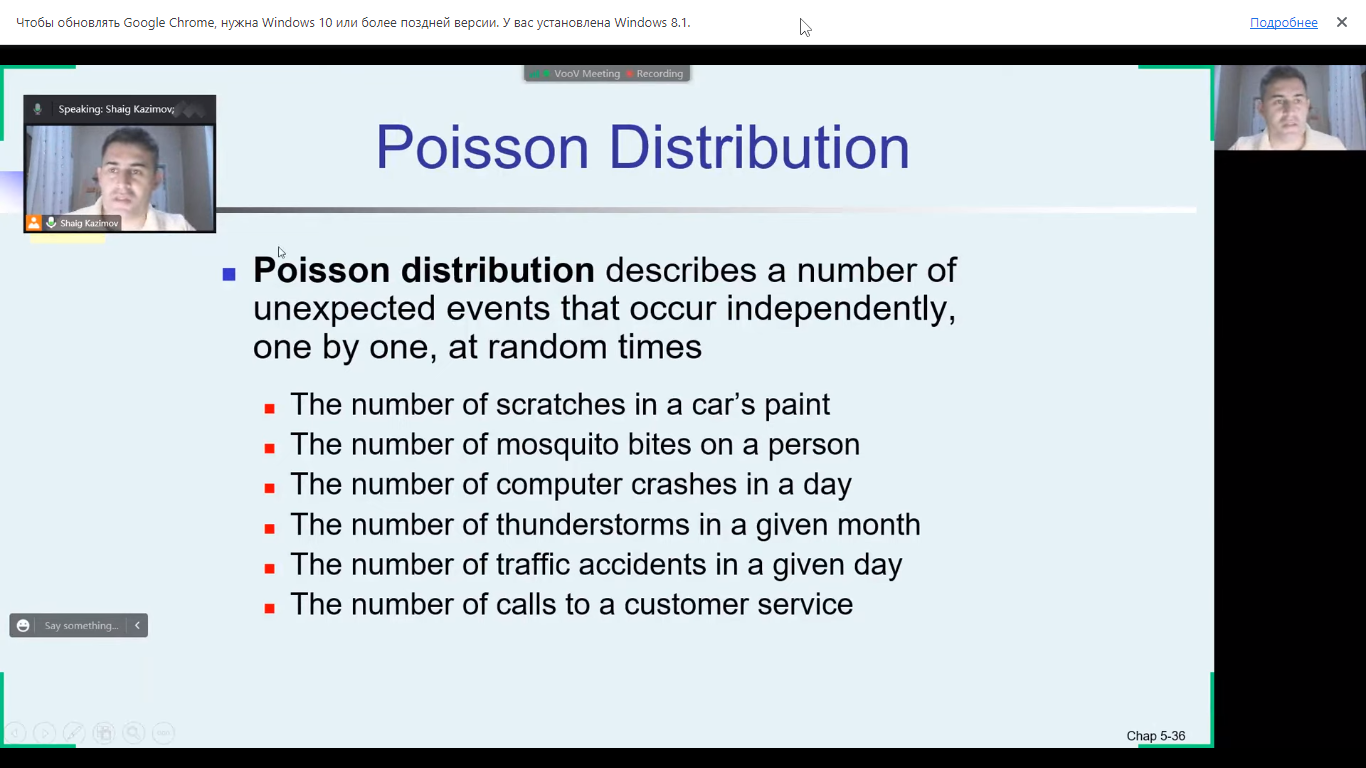 Чтобы обновлять Google Chrome, нужна Windows 10 или более поздней версии. У вас установлена Windows 8.1.
Подробнее
VooV Meeting Recording
Speaking: Shaig Kazimov;
Shaig Kazimov
Poisson Distribution
Poisson distribution describes a number of
unexpected events that occur independently,
one by one, at random times
The number of scratches in a car's paint
The number of mosquito bites on a person
The number of computer crashes in a day
The number of thunderstorms in a given month
The number of traffic accidents in a given day
The number of calls to a customer service
Say something...
Chap 5-36